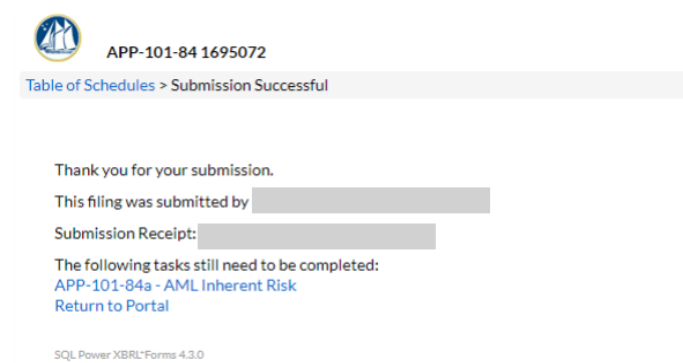 APP-101-84 1695072
Table of Schedules > Submission Successful
Thank you for your submission.
This filing was submitted by
Submission Receipt:
The following tasks still need to be completed:
APP-101-84a - AML Inherent Risk
Return to Portal
SQL Power XBRL*Forms 4.3.0